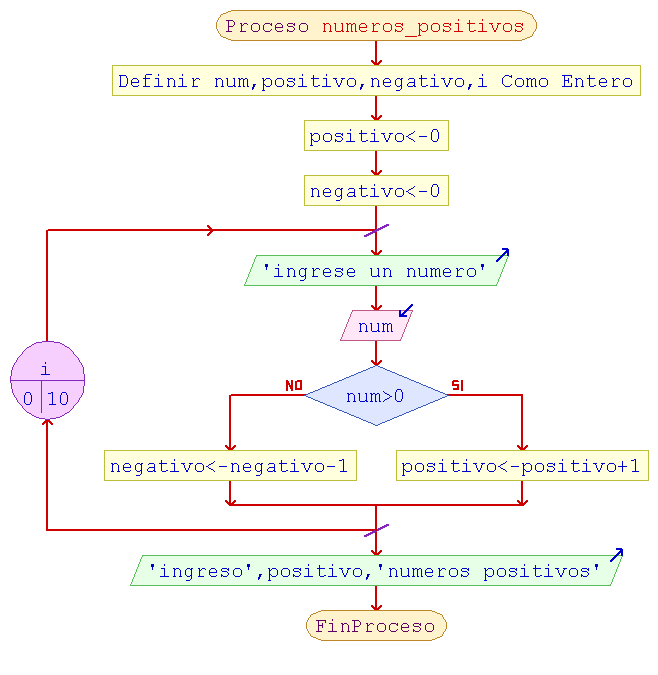 Proceso numeros_positivos
Definir num,positivo,negativo,i Como Entero
positivo<-0
negativo<-0
'ingrese un numero'
num
i
0 10
NO
num>0
SI
negativo<-negativo-1
positivo<-positivo+1
'ingreso',positivo,'numeros positivos'
FinProceso